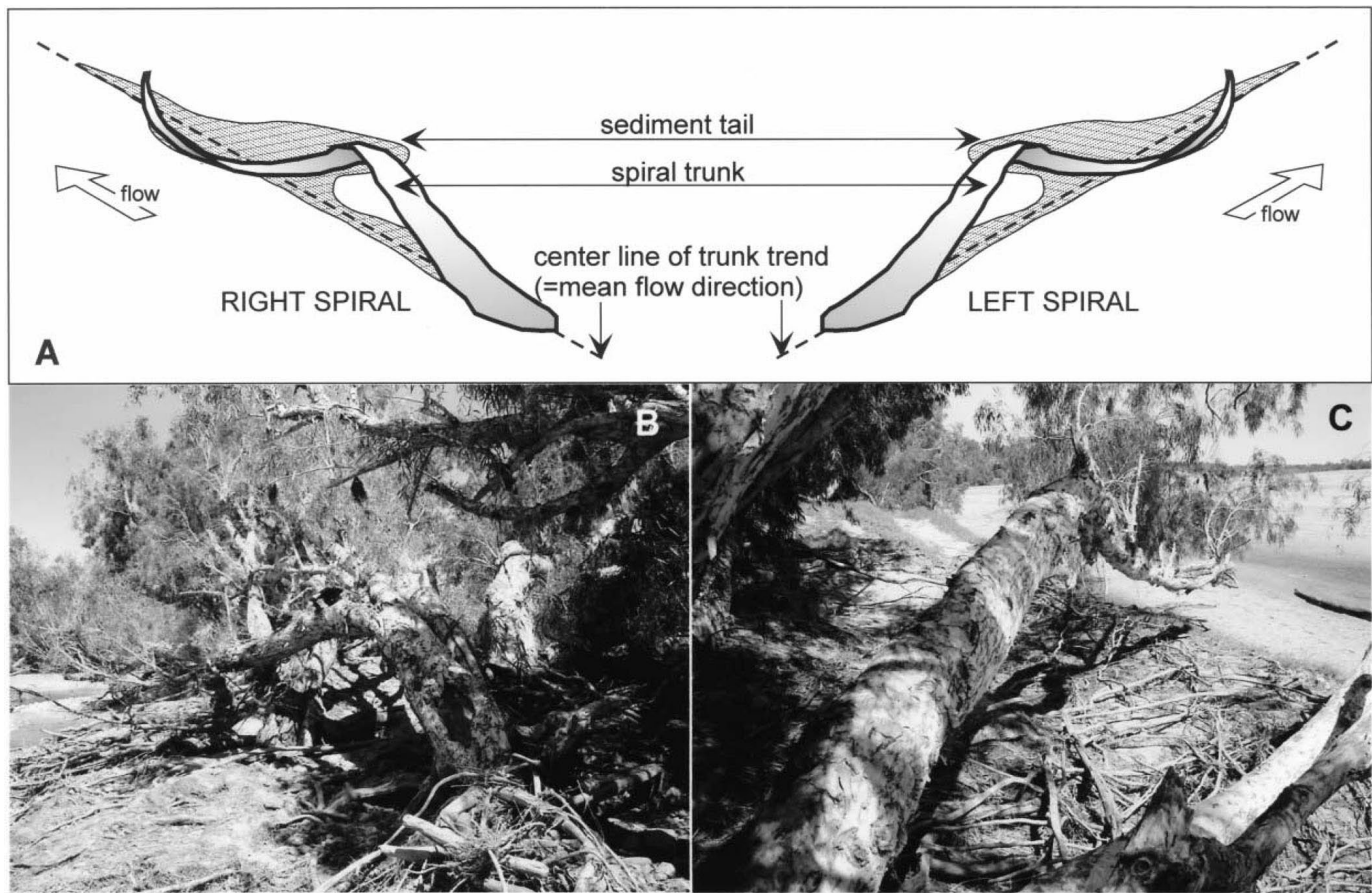 sediment tail
spiral trunk
flow
flow
center line of trunk trend
(=mean flow direction)
RIGHT SPIRAL
LEFT SPIRAL
A
B
C